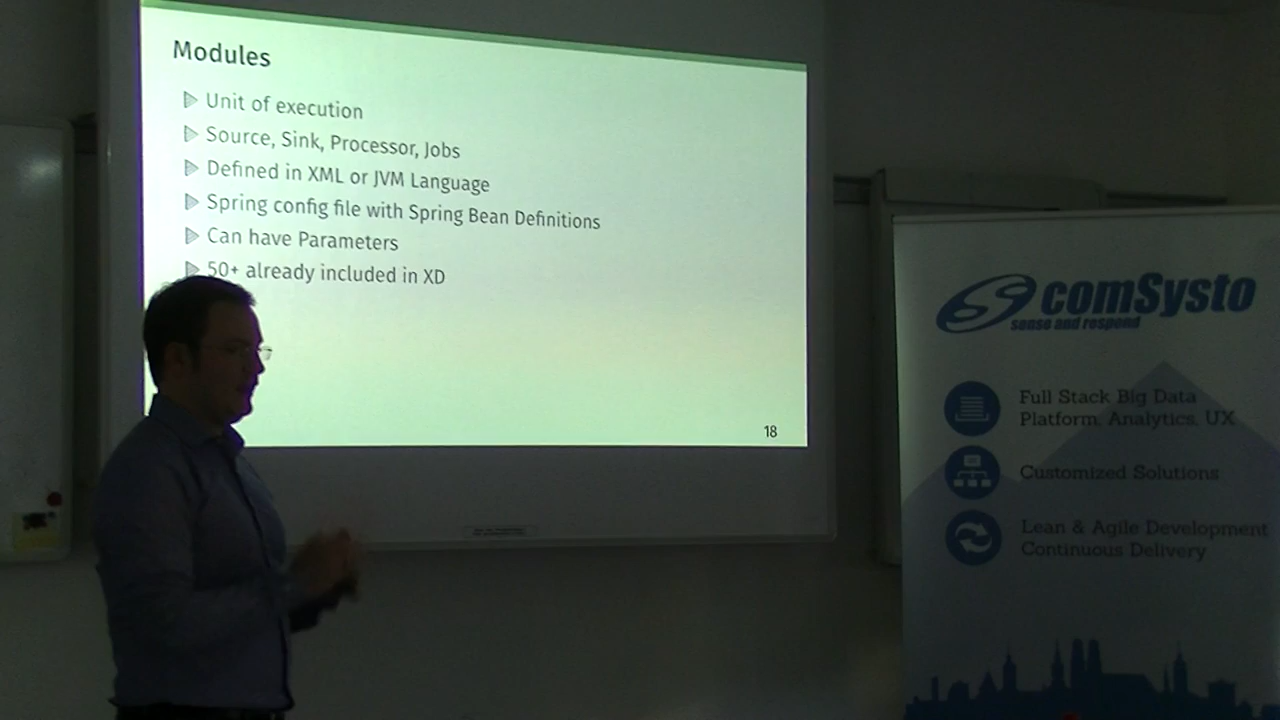 Modules
Unit of execution
Source, Sink, Processor, Jobs
Defined in XML or JVM Language
Spring config file with Spring Bean Definitions
Can have Parameters
50+ already included in XD
18
comSysto
sense and respond
Full Stack Big Data
Platform, Analytics, UX
Customized Solutions
Lean & Agile Development
Continuous Delivery